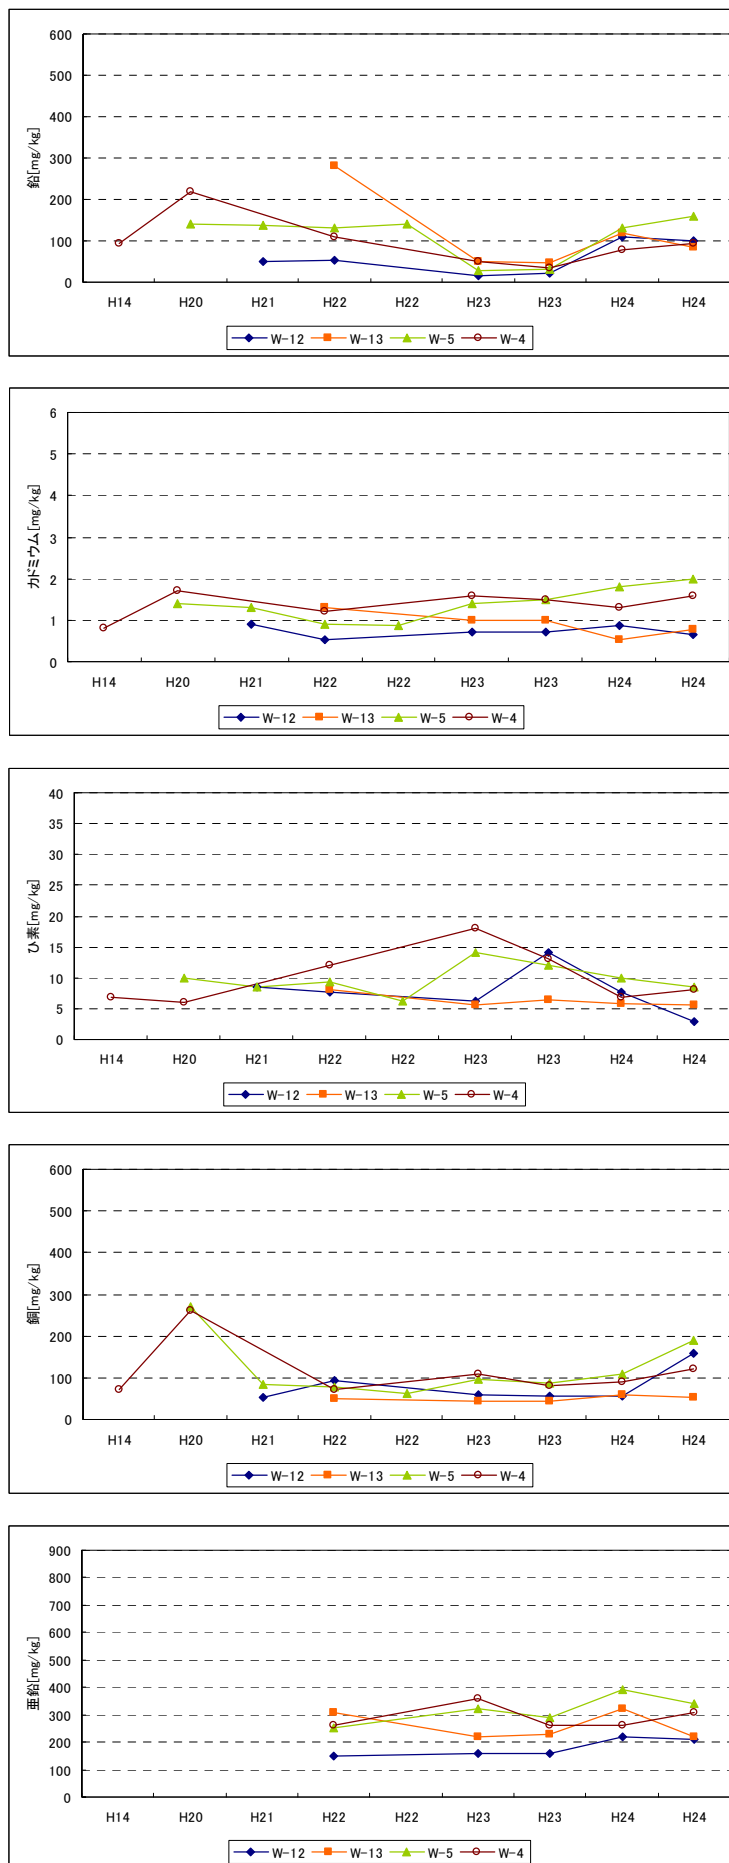 600
500
400
300
200
100
0
鉛[mg/kg]
H14 H20 H21 H22 H22 H23 H23 H24 H24
W-12 W-13 W-5 W-4
6
5
4
3
2
1
0
カドミウム[mg/kg]
H14 H20 H21 H22 H22 H23 H23 H24 H24
W-12 W-13 W-5 W-4
40
35
30
25
20
15
10
5
0
ひ素[mg/kg]
H14 H20 H21 H22 H22 H23 H23 H24 H24
W-12 W-13 W-5 W-4
600
500
400
300
200
100
0
銅[mg/kg]
H14 H20 H21 H22 H22 H23 H23 H24 H24
W-12 W-13 W-5 W-4
900
800
700
600
500
400
300
200
100
0
亜鉛[mg/kg]
H14 H20 H21 H22 H22 H23 H23 H24 H24
W-12 W-13 W-5 W-4